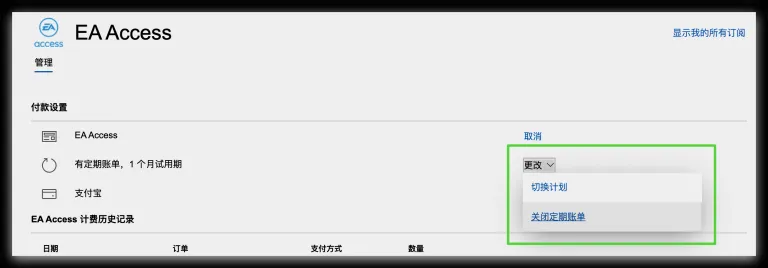 EA
access
EA Access
显示我的所有订阅
管理
付款设置
EA Access
取消
有定期账单，1 个月试用期
更改
切换计划
支付宝
关闭定期账单
EA Access 计费历史记录
日期 订单 支付方式 数量